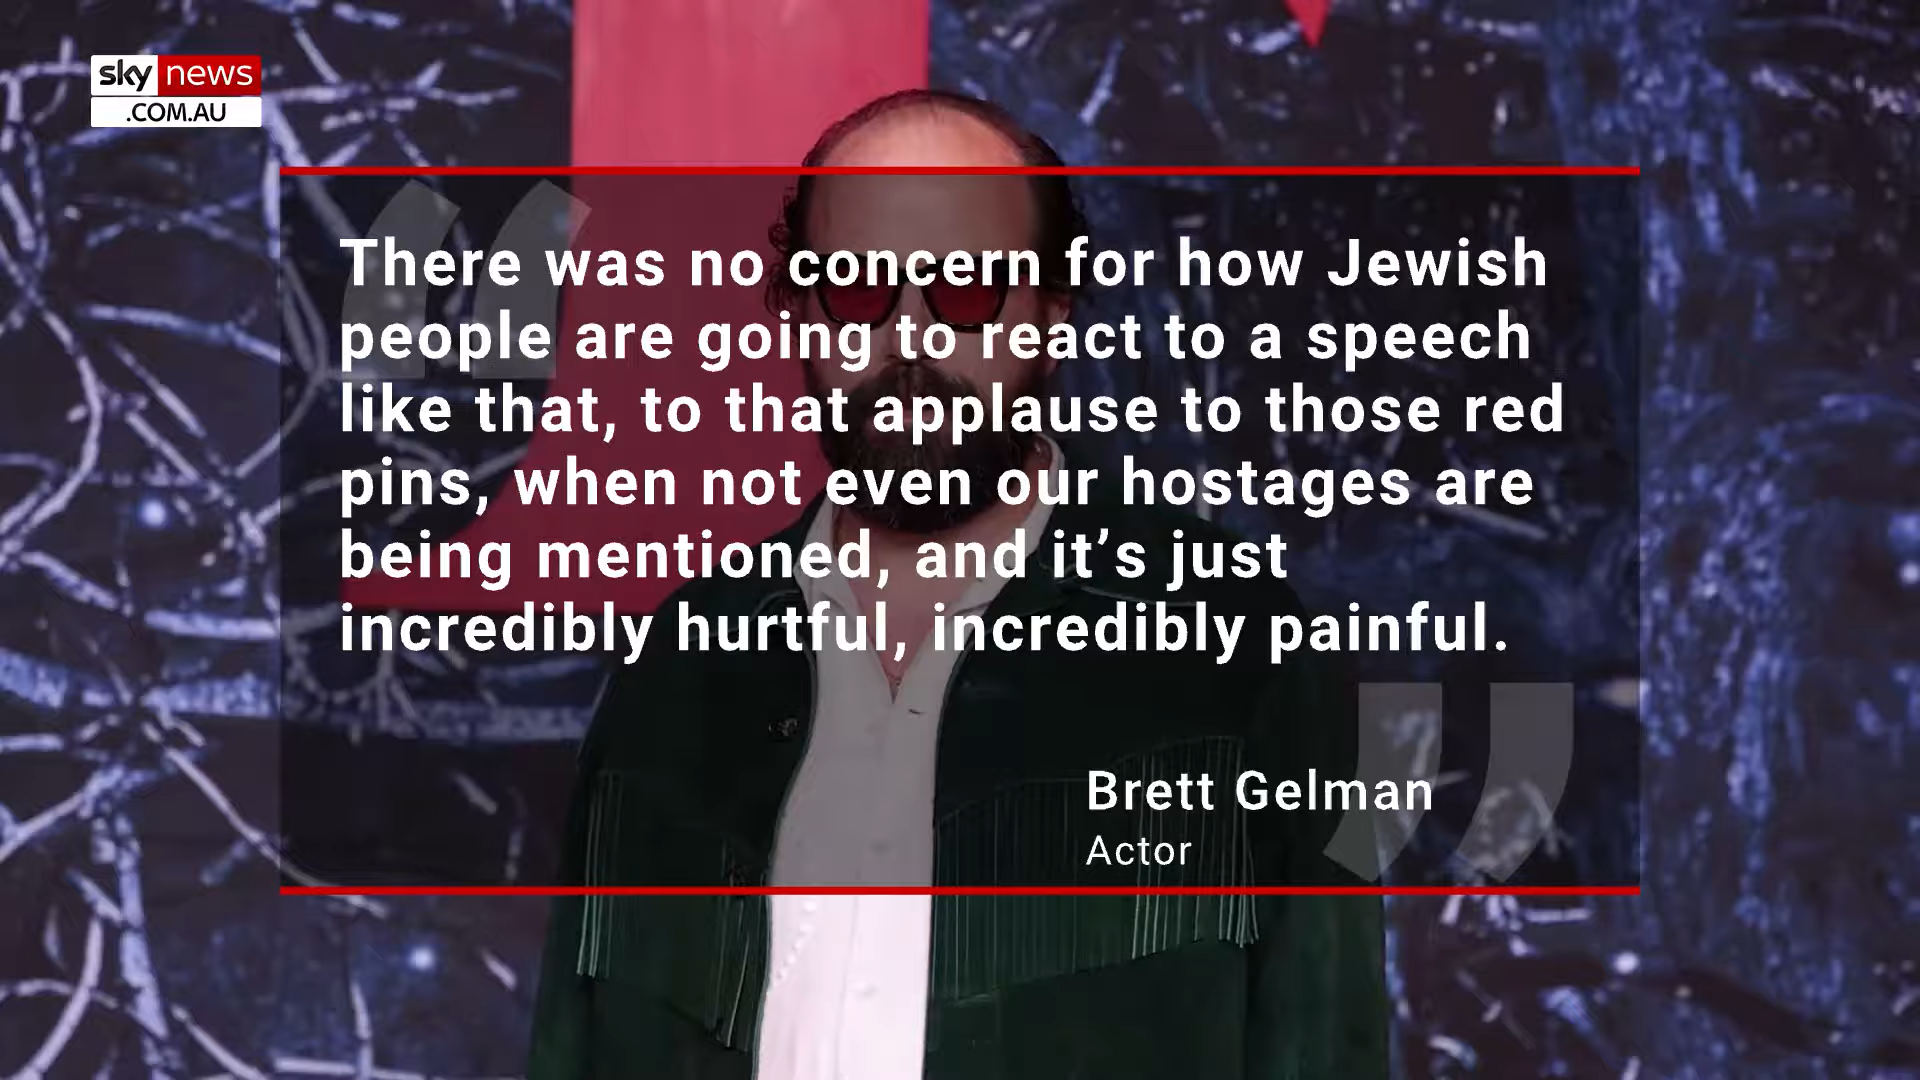 sky news
.COM.AU
There was no concern for how Jewish
people are going to react to a speech
like that, to that applause to those red
pins, when not even our hostages are
being mentioned, and it’s just
incredibly hurtful, incredibly painful.
Brett Gelman
Actor